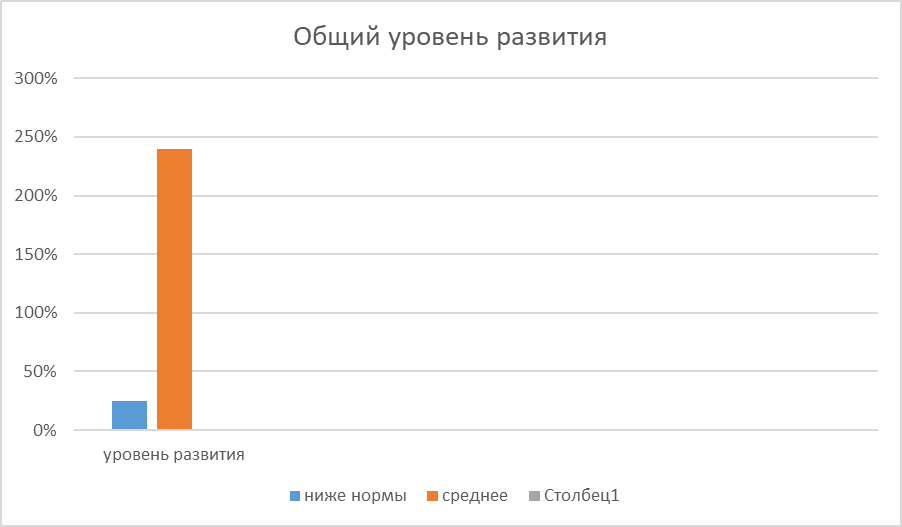 Общий уровень развития
300%
250%
200%
150%
100%
50%
0%
уровень развития
ниже нормы среднее Столбец1